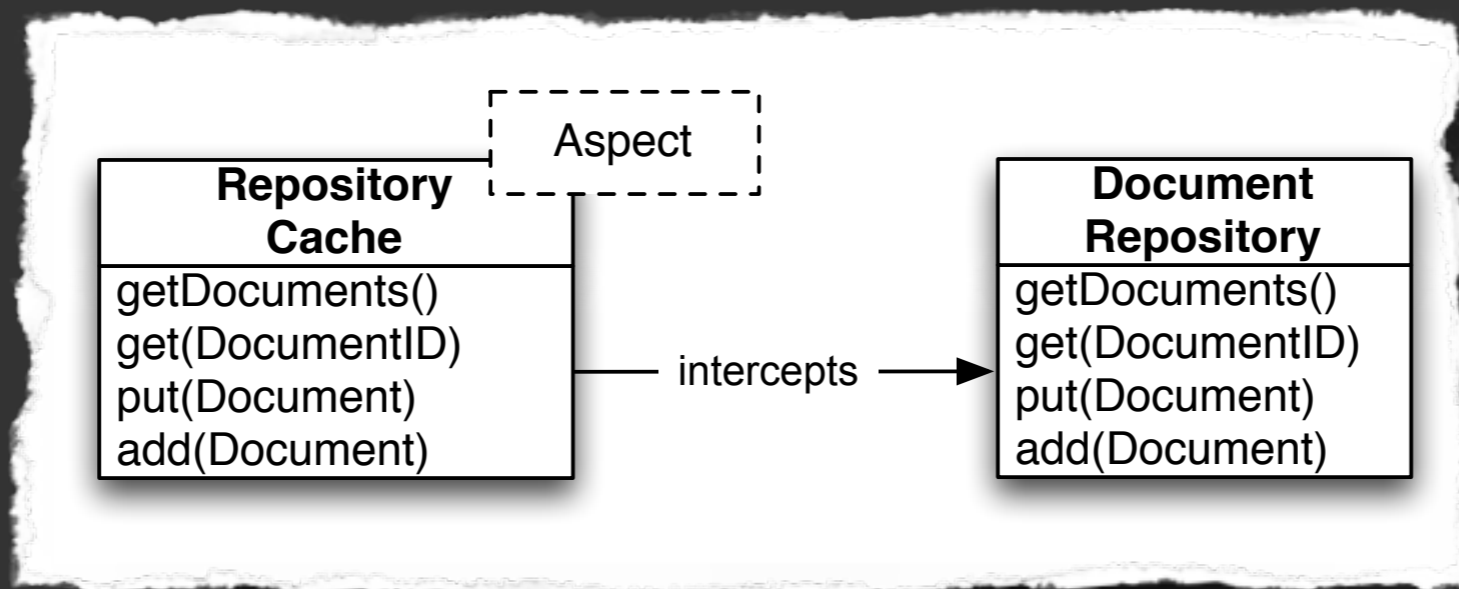 Aspect
Repository
Cache
getDocuments()
get(DocumentID)
put(Document)
add(Document)
intercepts
Document
Repository
getDocuments()
get(DocumentID)
put(Document)
add(Document)